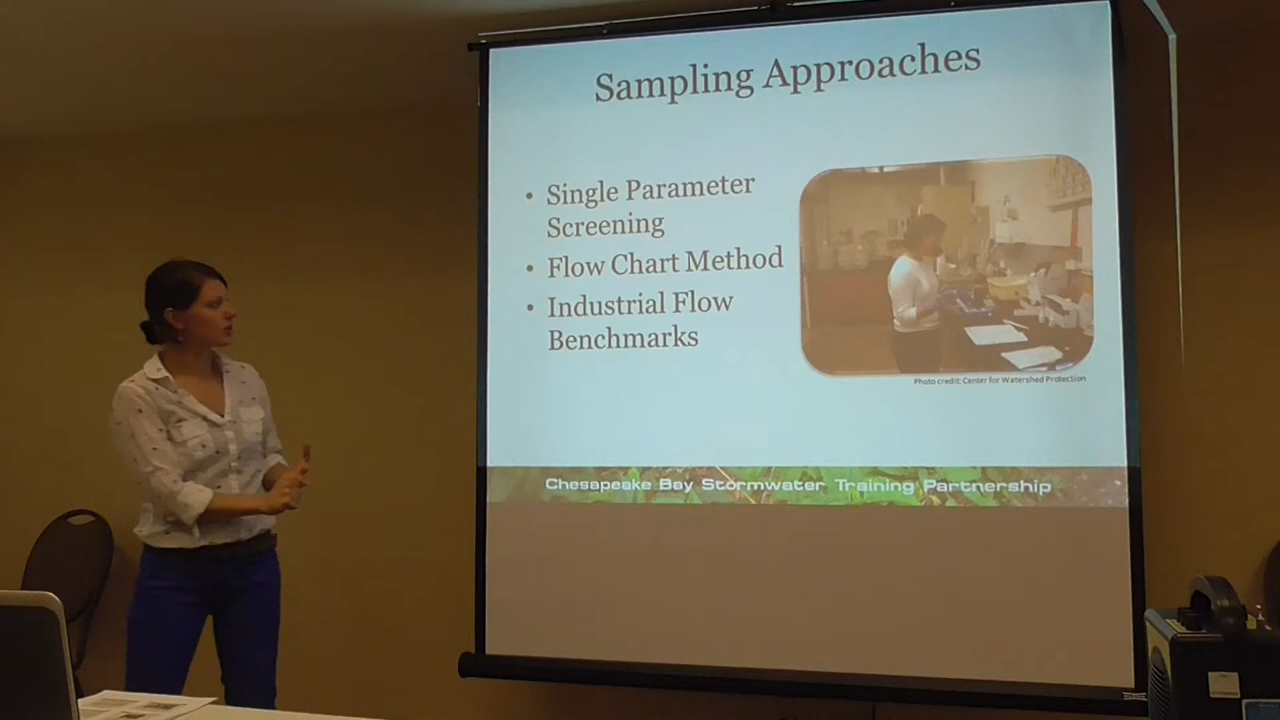 Sampling Approaches
• Single Parameter
Screening
• Flow Chart Method
• Industrial Flow
Benchmarks
Photo credit: Center for Watershed Protection
Chesapeake Bay Stormwater Training Partnership